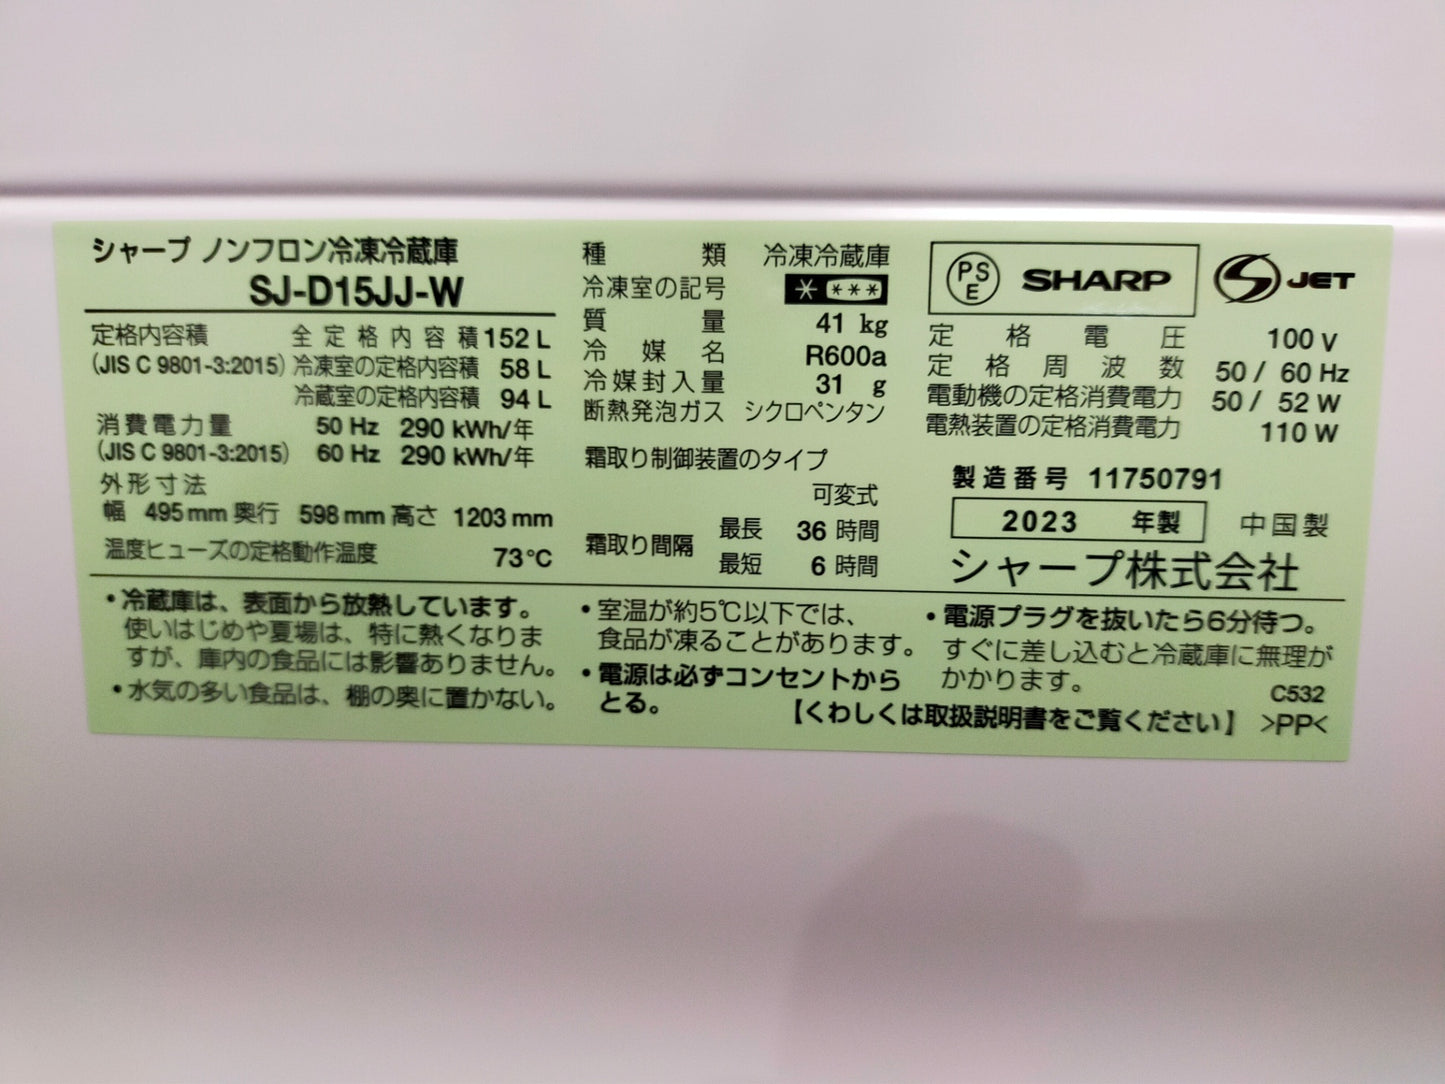 シャープ ノンフロン冷凍冷蔵庫
SJ-D15JJ-W
定格内容積 全定格内容積 152 L
(JIS C 9801-3:2015) 冷凍室の定格内容積 58 L
冷蔵室の定格内容積 94 L
消費電力量 50 Hz 290 kWh/年
(JIS C 9801-3:2015) 60 Hz 290 kWh/年
外形寸法
幅 495 mm 奥行 598 mm 高さ 1203 mm
温度ヒューズの定格動作温度 73 °C
種類 冷凍冷蔵庫
冷凍室の記号 * ***
質量 41 kg
冷媒名 R600a
冷媒封入量 31 g
断熱発泡ガス シクロペンタン
霜取り制御装置のタイプ
可変式
霜取り間隔 最長 36 時間
最短 6 時間
PSE SHARP S JET
定格電圧 100 V
定格周波数 50 / 60 Hz
電動機の定格消費電力 50 / 52 W
電熱装置の定格消費電力 110 W
製造番号 11750791
2023 年製 中国製
シャープ株式会社
・冷蔵庫は、表面から放熱しています。
使いはじめや夏場は、特に熱くなりま
すが、庫内の食品には影響ありません。
・水気の多い食品は、棚の奥に置かない。
・室温が約5℃以下では、
食品が凍ることがあります。
・電源は必ずコンセントから
とる。
・電源プラグを抜いたら6分待つ。
すぐに差し込むと冷蔵庫に無理が
かかります。 C532
【くわしくは取扱説明書をご覧ください】 >PP<